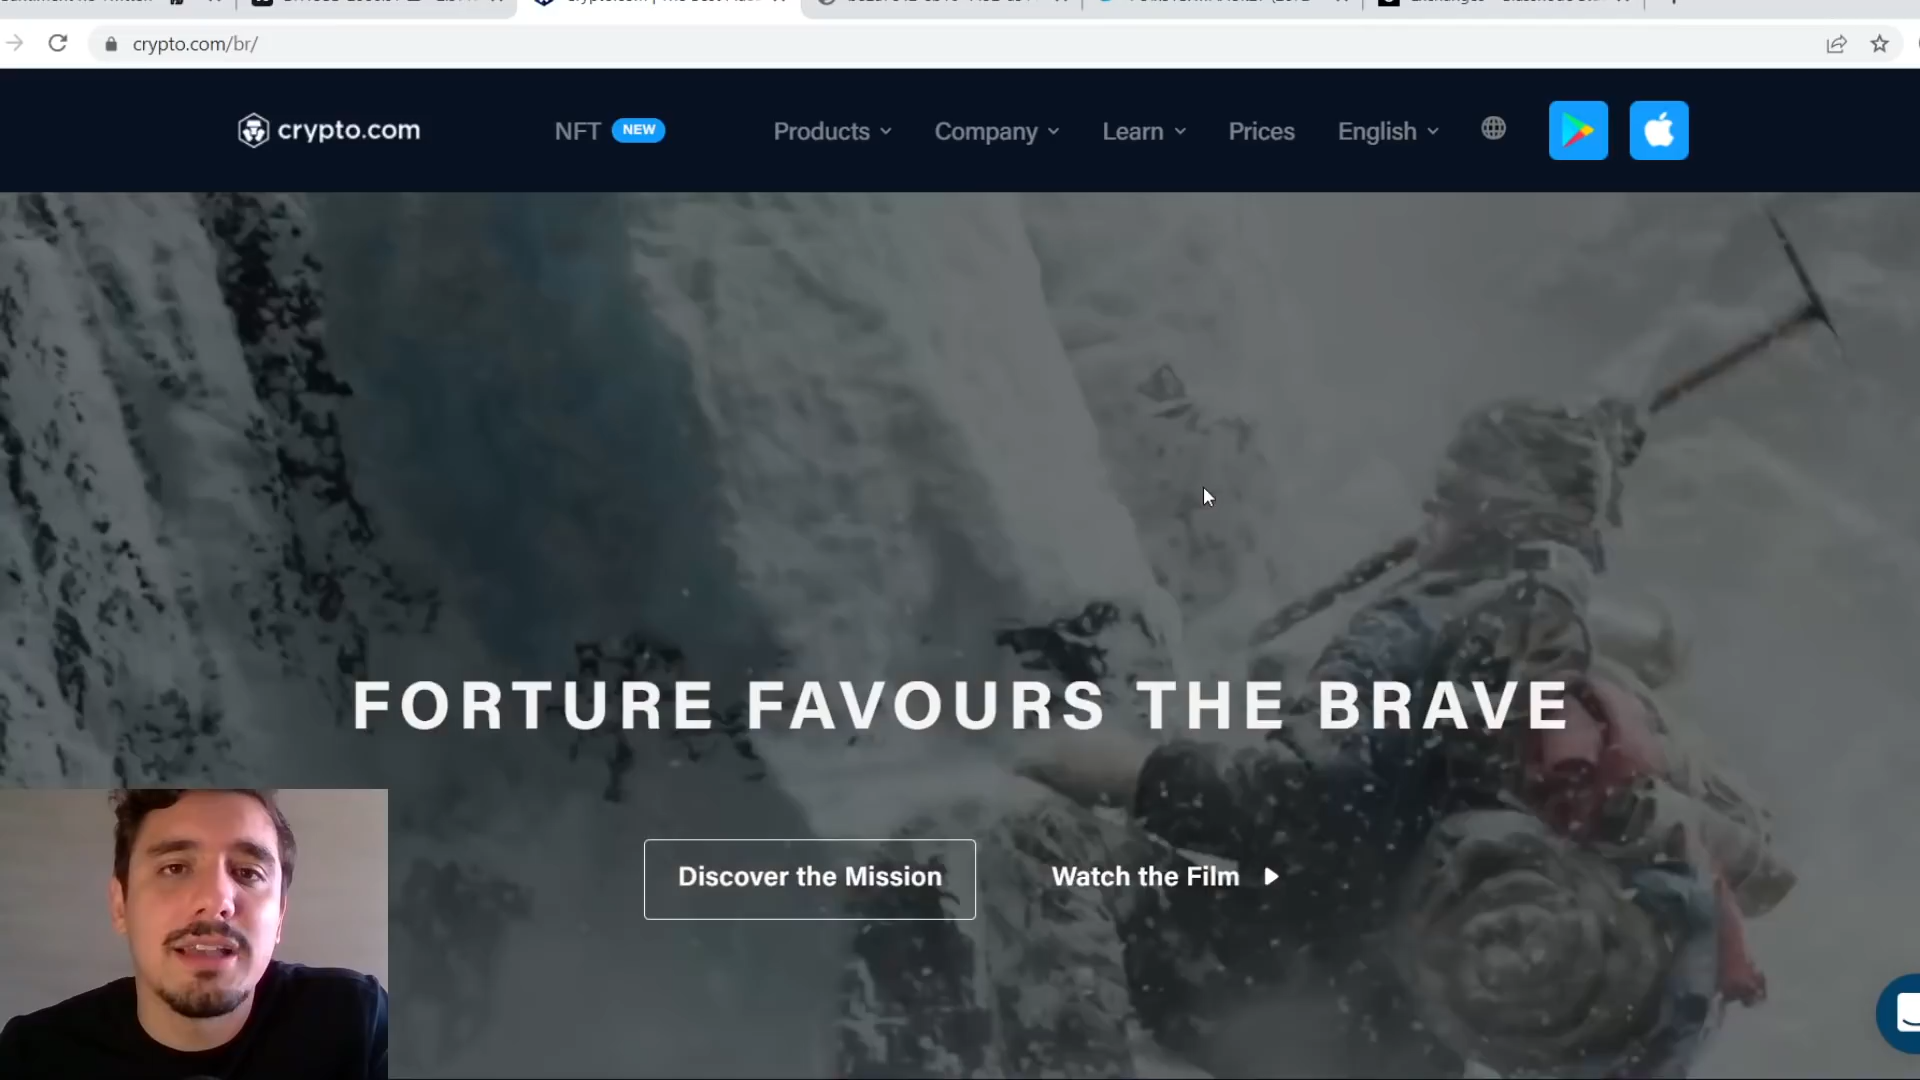 crypto.com/br/
crypto.com
NFT NEW Products Company Learn Prices English
FORTURE FAVOURS THE BRAVE
Discover the Mission Watch the Film